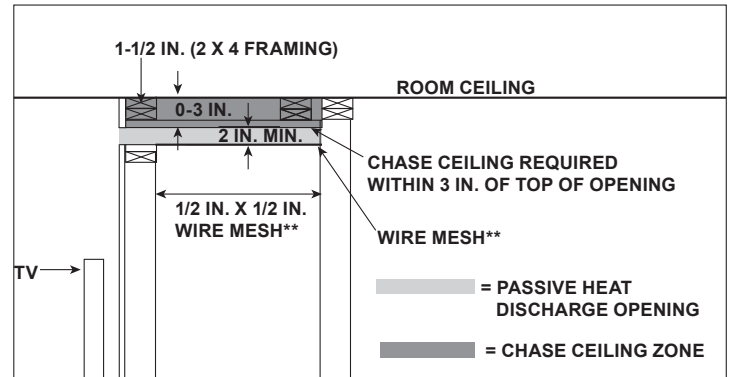 1-1/2 IN. (2 X 4 FRAMING)
ROOM CEILING
0-3 IN.
2 IN. MIN.
CHASE CEILING REQUIRED
WITHIN 3 IN. OF TOP OF OPENING
1/2 IN. X 1/2 IN.
WIRE MESH**
WIRE MESH**
TV
= PASSIVE HEAT
DISCHARGE OPENING
= CHASE CEILING ZONE